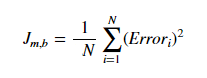 J_{m,b} = \frac{1}{N} \sum_{i=1}^{N} (Error_i)^2